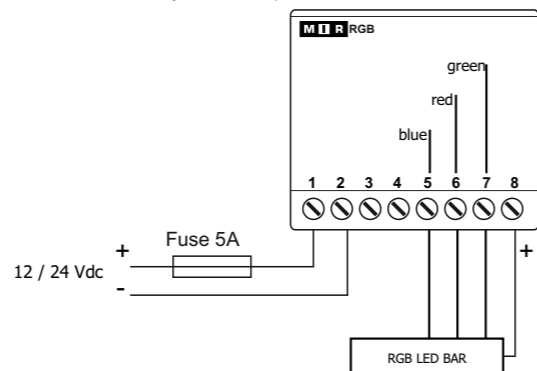 MIR RGB
green
red
blue
1 2 3 4 5 6 7 8
Fuse 5A
+
12 / 24 Vdc
-
+
RGB LED BAR